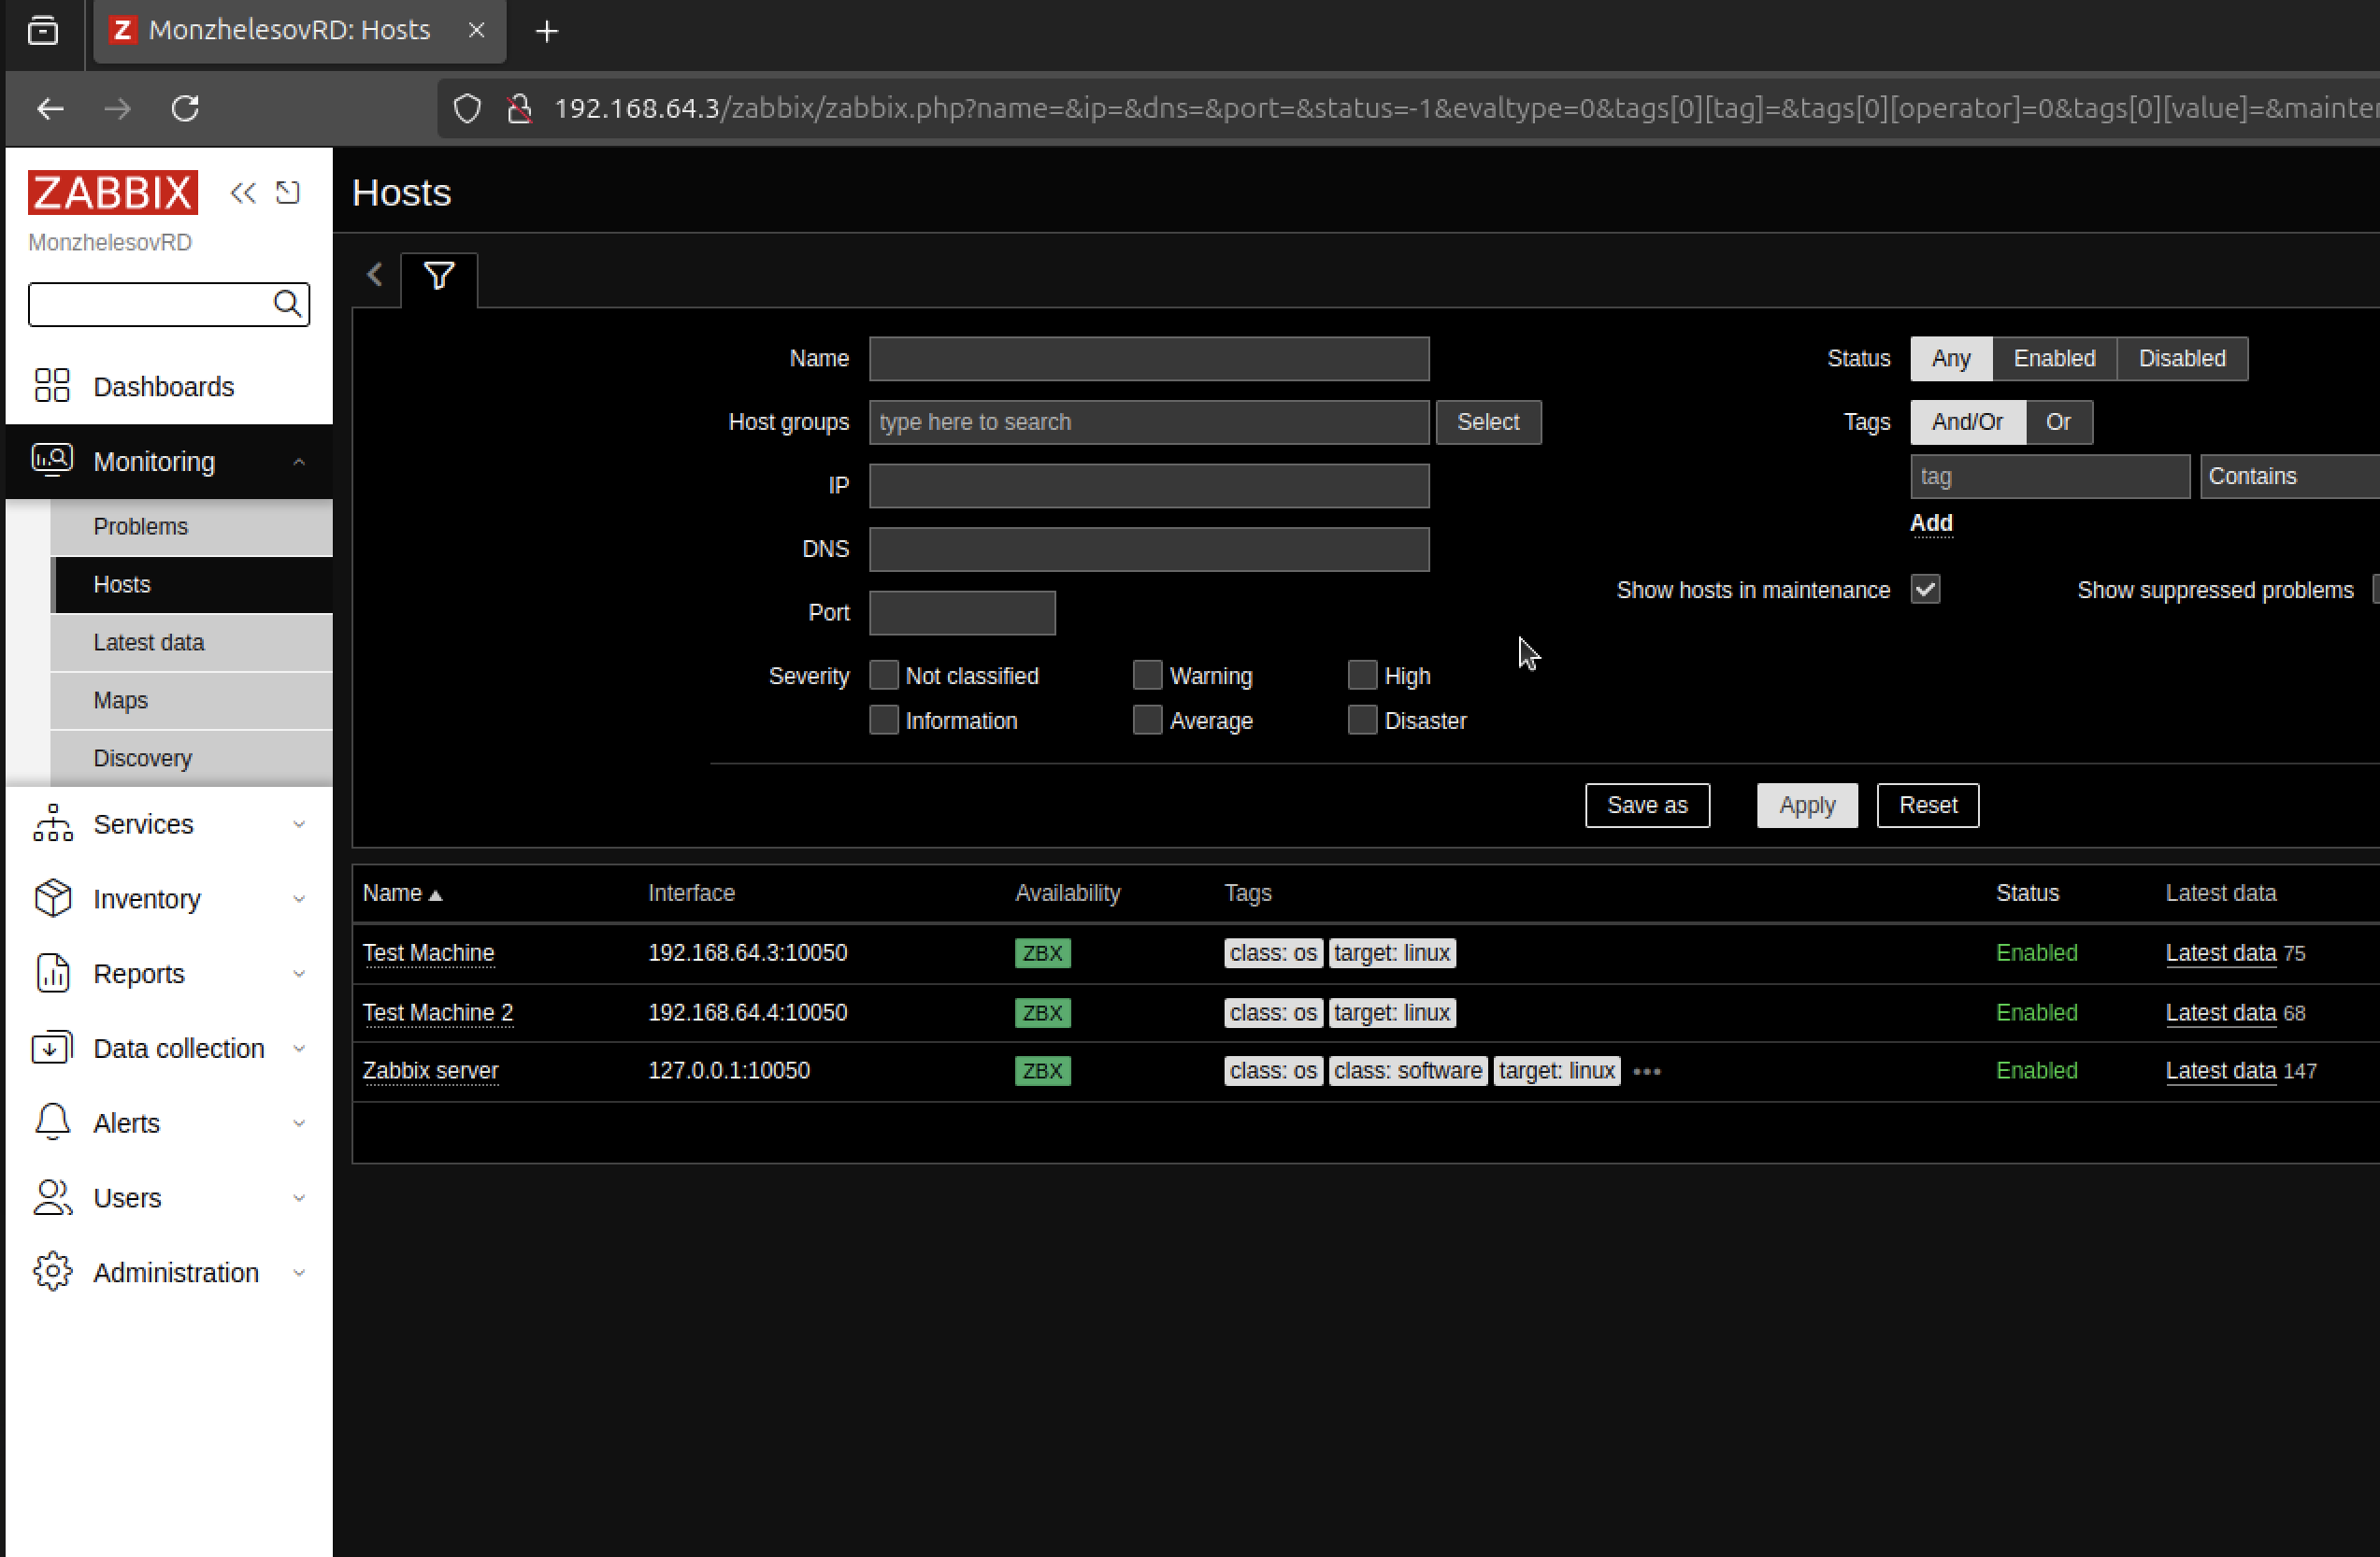 MonzhelesovRD: Hosts
192.168.64.3/zabbix/zabbix.php?name=&ip=&dns=&port=&status=-1&evaltype=0&tags[0][tag]=&tags[0][operator]=0&tags[0][value]=&mainte
ZABBIX
MonzhelesovRD
Dashboards
Monitoring
Problems
Hosts
Latest data
Maps
Discovery
Services
Inventory
Reports
Data collection
Alerts
Users
Administration
Hosts
Name
Host groups type here to search Select
IP
DNS
Port
Severity Not classified Warning High
Information Average Disaster
Status Any Enabled Disabled
Tags And/Or Or
tag Contains
Add
Show hosts in maintenance Show suppressed problems
Save as Apply Reset
Name Interface Availability Tags Status Latest data
Test Machine 192.168.64.3:10050 ZBX class: os target: linux Enabled Latest data 75
Test Machine 2 192.168.64.4:10050 ZBX class: os target: linux Enabled Latest data 68
Zabbix server 127.0.0.1:10050 ZBX class: os class: software target: linux ••• Enabled Latest data 147